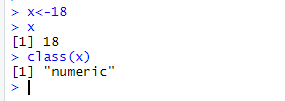 > x<-18
> x
[1] 18
> class(x)
[1] "numeric"
>